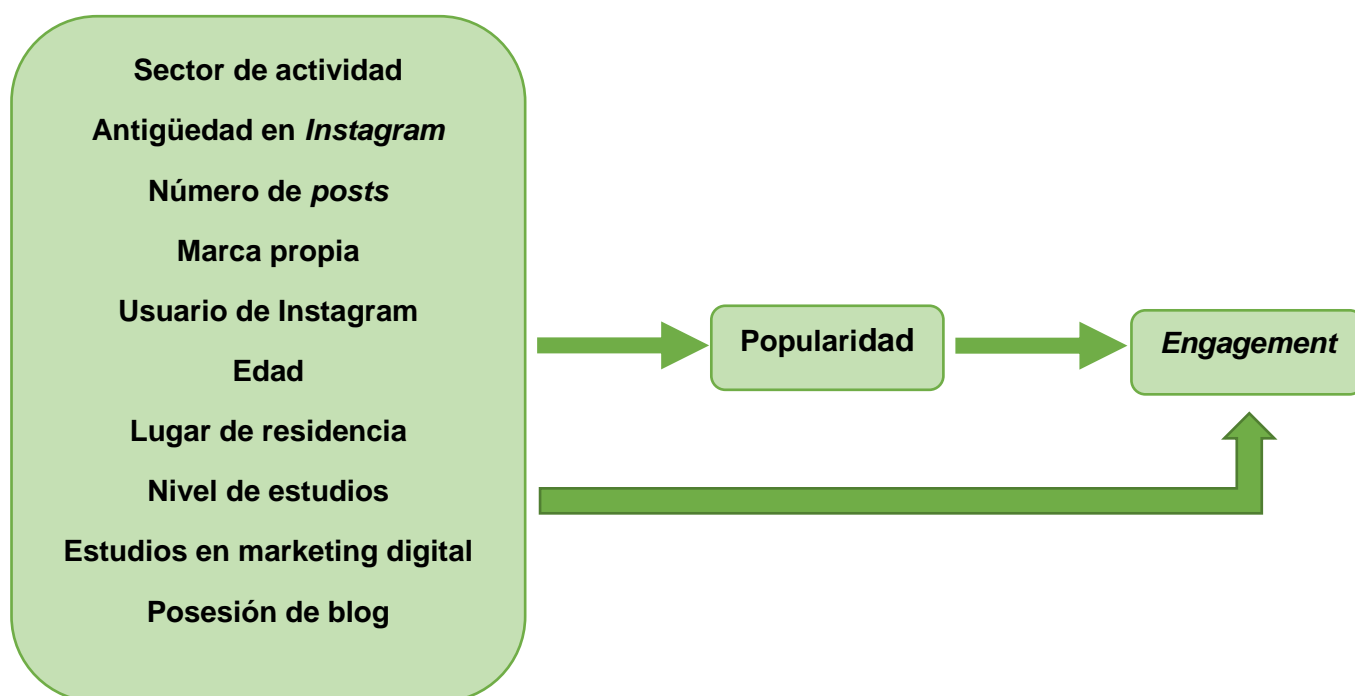 Sector de actividad
Antigüedad en Instagram
Número de posts
Marca propia
Usuario de Instagram
Edad
Lugar de residencia
Nivel de estudios
Estudios en marketing digital
Posesión de blog
Popularidad
Engagement